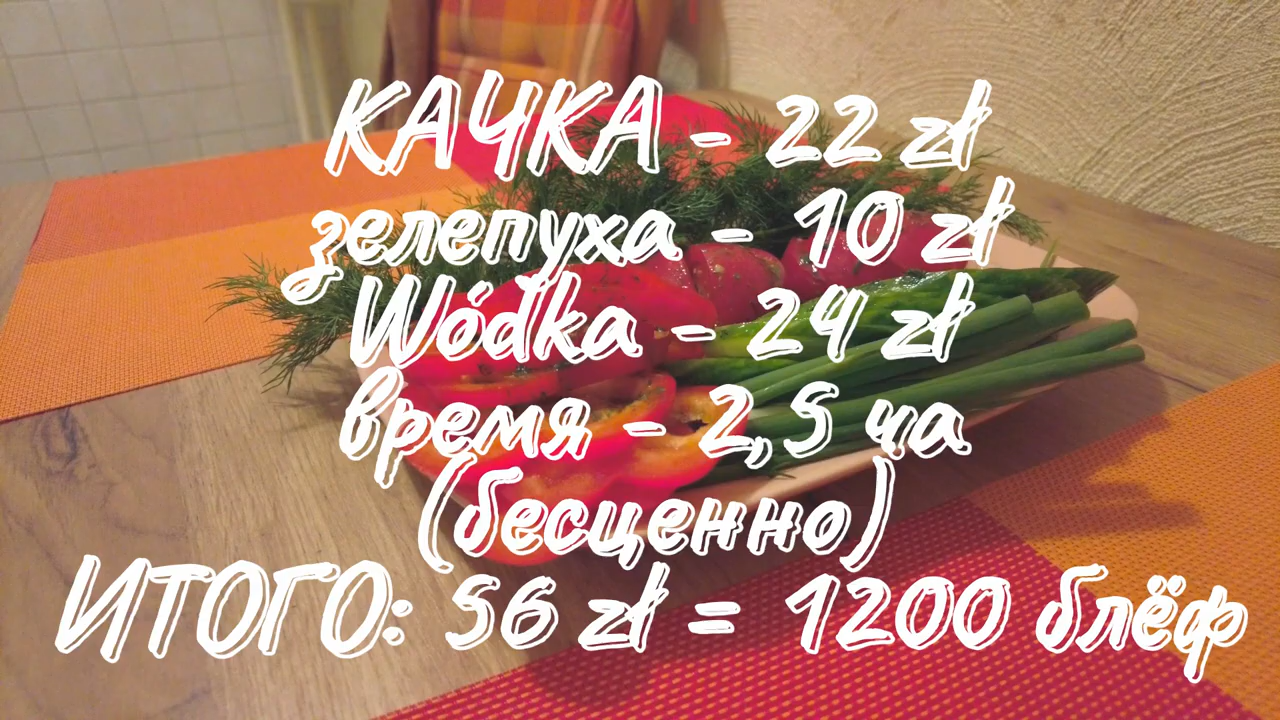 КАЧКА - 22 zł
зелепуха - 10 zł
Wódka - 24 zł
время - 2,5 ча
(бесценно)
ИТОГО: 56 zł = 1200 блёф